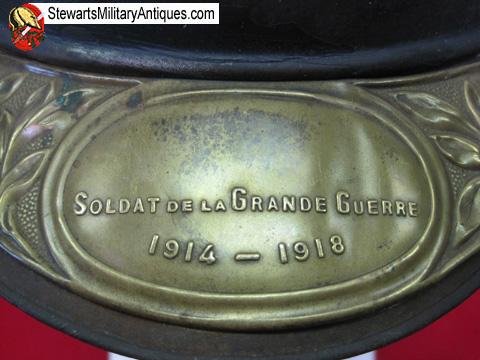 StewartsMilitaryAntiques.com
SOLDAT DE LA GRANDE GUERRE
1914 – 1918